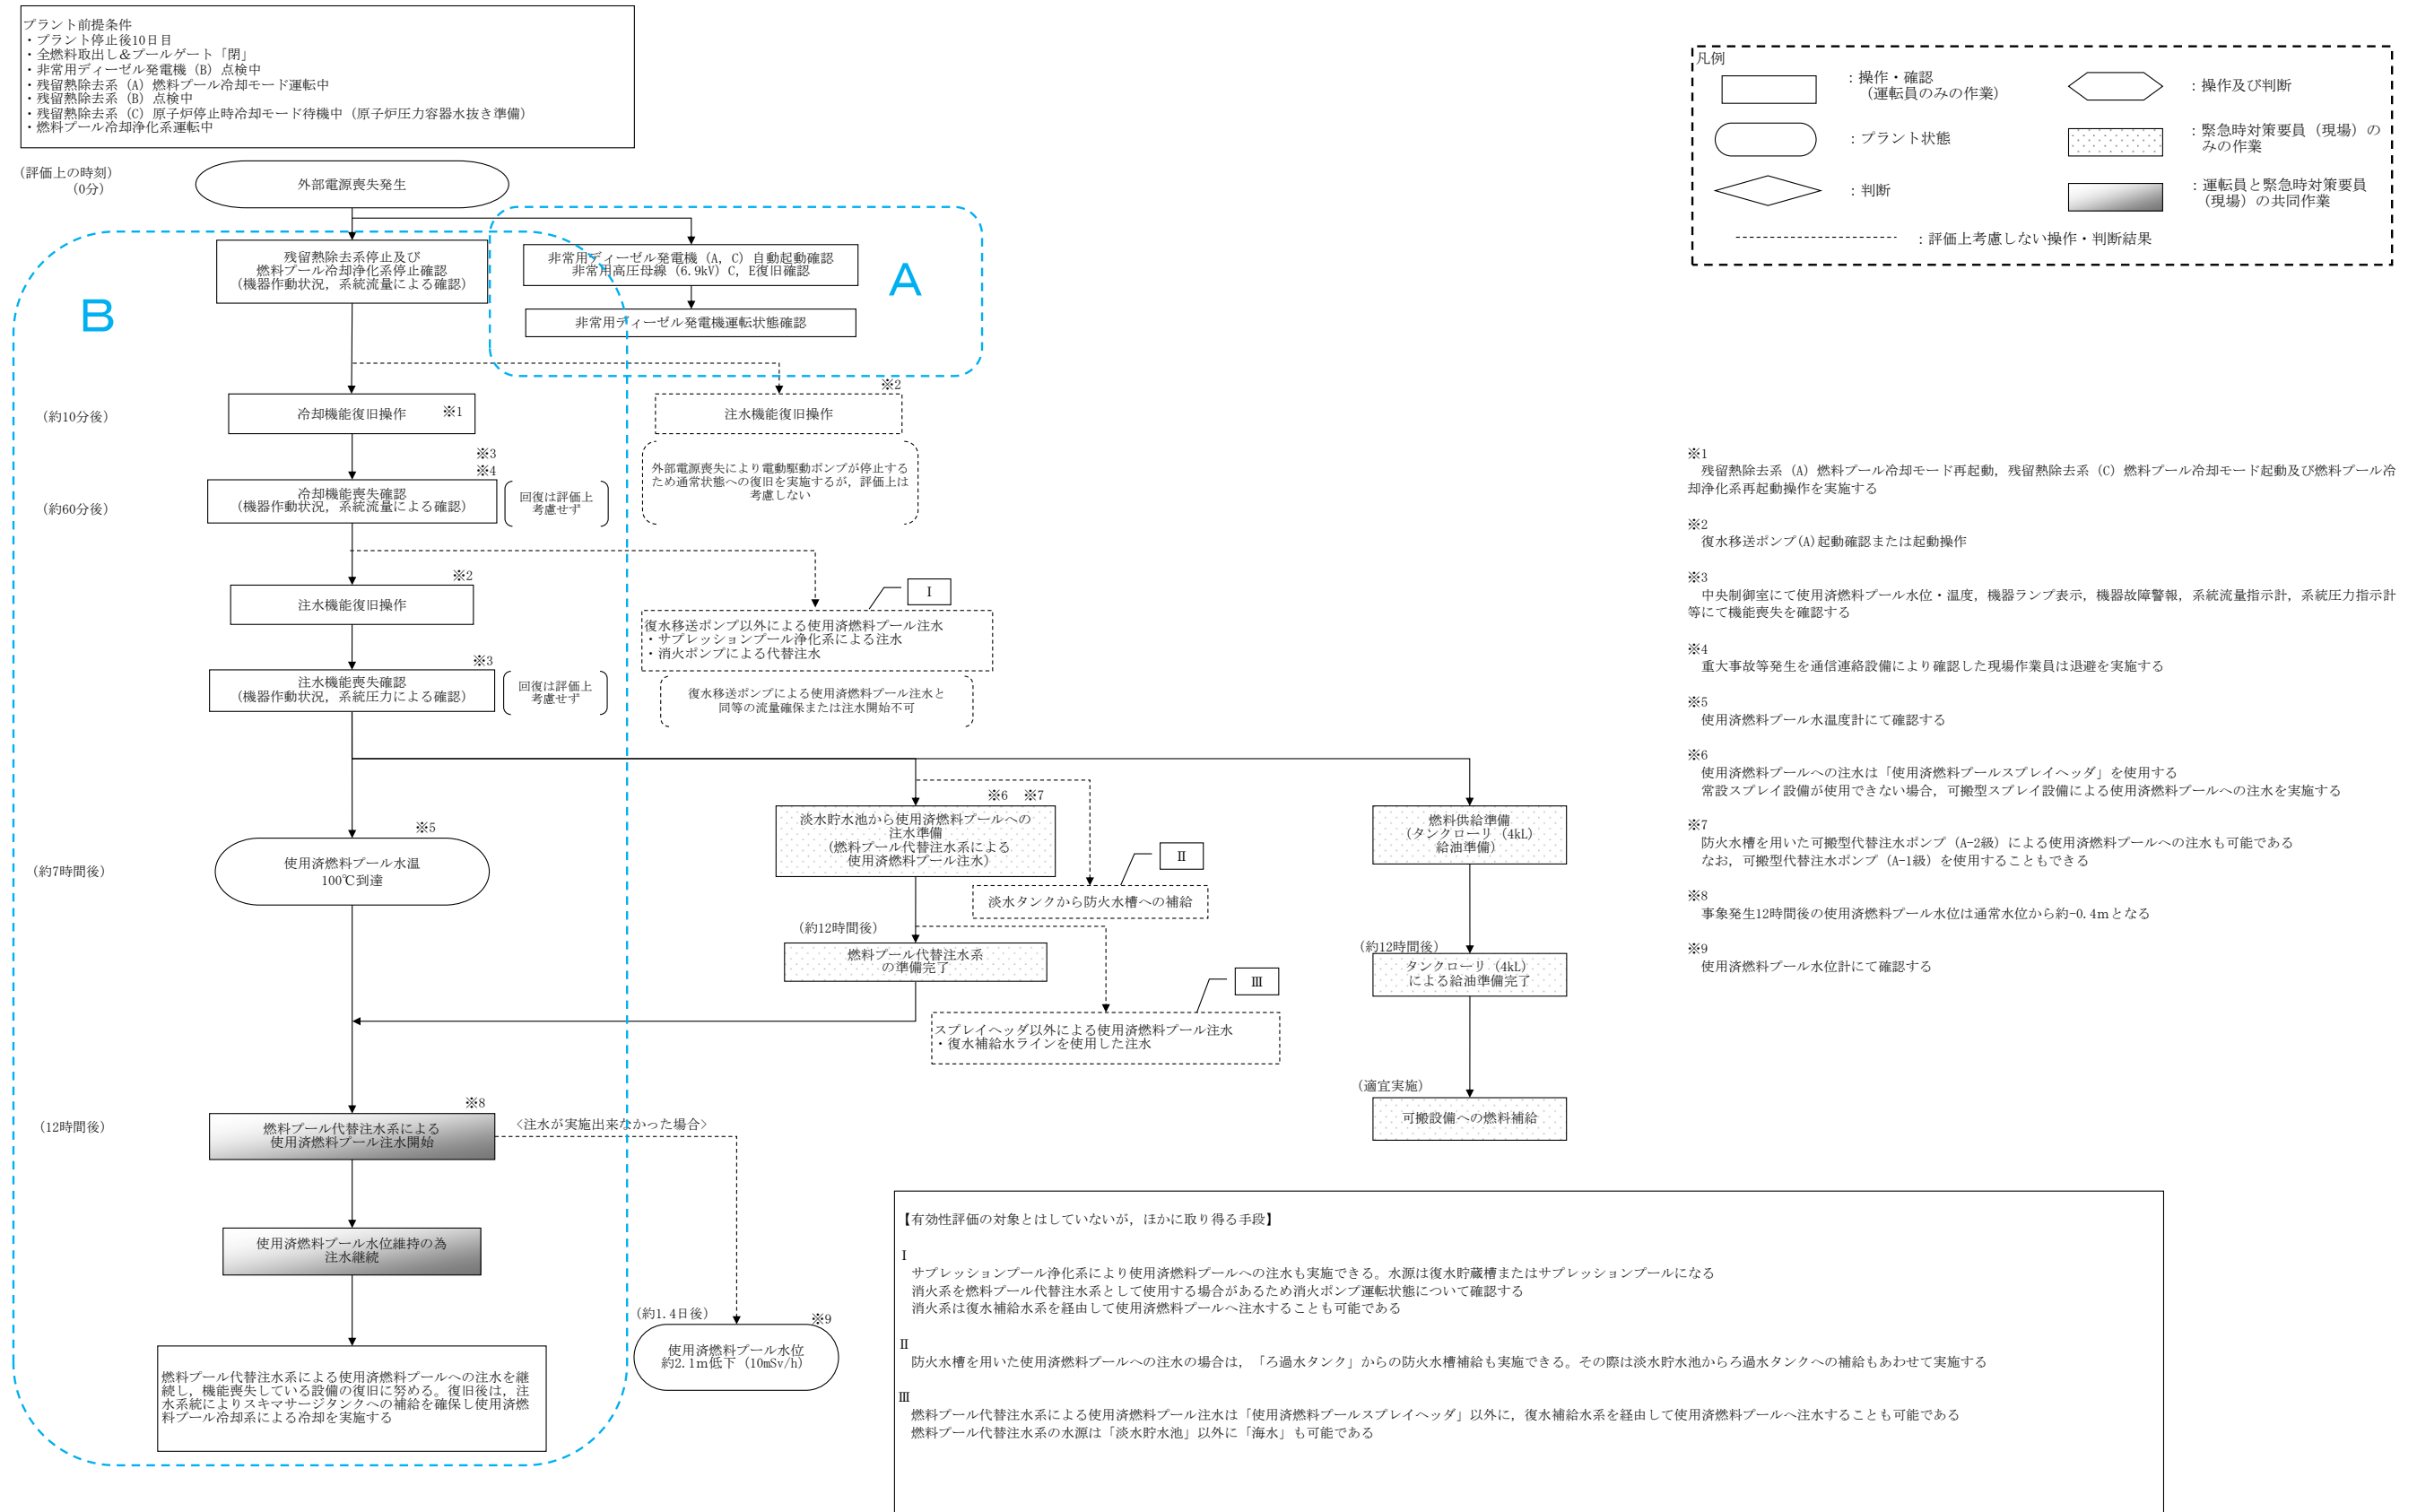 プラント前提条件
・プラント停止後10日目
・全燃料取出し＆プールゲート「閉」
・非常用ディーゼル発電機（B）点検中
・残留熱除去系（A）燃料プール冷却モード運転中
・残留熱除去系（B）点検中
・残留熱除去系（C）原子炉停止時冷却モード待機中（原子炉圧力容器水抜き準備）
・燃料プール冷却浄化系運転中
凡例
：操作・確認
（運転員のみの作業）
：操作及び判断
：プラント状態
：緊急時対策要員（現場）の
みの作業
：判断
：運転員と緊急時対策要員
（現場）の共同作業
：評価上考慮しない操作・判断結果
（評価上の時刻）
（0分）
外部電源喪失発生
A
B
残留熱除去系停止及び
燃料プール冷却浄化系停止確認
（機器作動状況，系統流量による確認）
非常用ディーゼル発電機（A，C）自動起動確認
非常用高圧母線（6.9kV）C，E復旧確認
非常用ディーゼル発電機運転状態確認
（約10分後）
冷却機能復旧操作
※1
※2
注水機能復旧操作
外部電源喪失により電動駆動ポンプが停止する
ため通常状態への復旧を実施するが，評価上は
考慮しない
※3
※4
（約60分後）
冷却機能喪失確認
（機器作動状況，系統流量による確認）
回復は評価上
考慮せず
※2
注水機能復旧操作
Ⅰ
復水移送ポンプ以外による使用済燃料プール注水
・サプレッションプール浄化系による注水
・消火ポンプによる代替注水
復水移送ポンプによる使用済燃料プール注水と
同等の流量確保または注水開始不可
※3
注水機能喪失確認
（機器作動状況，系統圧力による確認）
回復は評価上
考慮せず
※5
（約7時間後）
使用済燃料プール水温
100℃到達
※6　※7
淡水貯水池から使用済燃料プールへの
注水準備
（燃料プール代替注水系による
使用済燃料プール注水）
Ⅱ
淡水タンクから防火水槽への補給
（約12時間後）
燃料プール代替注水系
の準備完了
Ⅲ
スプレイヘッダ以外による使用済燃料プール注水
・復水補給水ラインを使用した注水
燃料供給準備
（タンクローリ（4kL）
給油準備）
（約12時間後）
タンクローリ（4kL）
による給油準備完了
（適宜実施）
可搬設備への燃料補給
※8
（12時間後）
燃料プール代替注水系による
使用済燃料プール注水開始
＜注水が実施出来なかった場合＞
使用済燃料プール水位維持の為
注水継続
（約1.4日後）
※9
使用済燃料プール水位
約2.1m低下（10mSv/h）
燃料プール代替注水系による使用済燃料プールへの注水を継
続し，機能喪失している設備の復旧に努める。復旧後は，注
水系統によりスキマサージタンクへの補給を確保し使用済燃
料プール冷却系による冷却を実施する
※1
残留熱除去系（A）燃料プール冷却モード再起動，残留熱除去系（C）燃料プール冷却モード起動及び燃料プール冷
却浄化系再起動操作を実施する
※2
復水移送ポンプ(A)起動確認または起動操作
※3
中央制御室にて使用済燃料プール水位・温度，機器ランプ表示，機器故障警報，系統流量指示計，系統圧力指示計
等にて機能喪失を確認する
※4
重大事故等発生を通信連絡設備により確認した現場作業員は退避を実施する
※5
使用済燃料プール水温度計にて確認する
※6
使用済燃料プールへの注水は「使用済燃料プールスプレイヘッダ」を使用する
常設スプレイ設備が使用できない場合，可搬型スプレイ設備による使用済燃料プールへの注水を実施する
※7
防火水槽を用いた可搬型代替注水ポンプ（A-2級）による使用済燃料プールへの注水も可能である
なお，可搬型代替注水ポンプ（A-1級）を使用することもできる
※8
事象発生12時間後の使用済燃料プール水位は通常水位から約-0.4mとなる
※9
使用済燃料プール水位計にて確認する
【有効性評価の対象とはしていないが，ほかに取り得る手段】
Ⅰ
サプレッションプール浄化系により使用済燃料プールへの注水も実施できる。水源は復水貯蔵槽またはサプレッションプールになる
消火系を燃料プール代替注水系として使用する場合があるため消火ポンプ運転状態について確認する
消火系は復水補給水系を経由して使用済燃料プールへ注水することも可能である
Ⅱ
防火水槽を用いた使用済燃料プールへの注水の場合は，「ろ過水タンク」からの防火水槽補給も実施できる。その際は淡水貯水池からろ過水タンクへの補給もあわせて実施する
Ⅲ
燃料プール代替注水系による使用済燃料プール注水は「使用済燃料プールスプレイヘッダ」以外に，復水補給水系を経由して使用済燃料プールへ注水することも可能である
燃料プール代替注水系の水源は「淡水貯水池」以外に「海水」も可能である